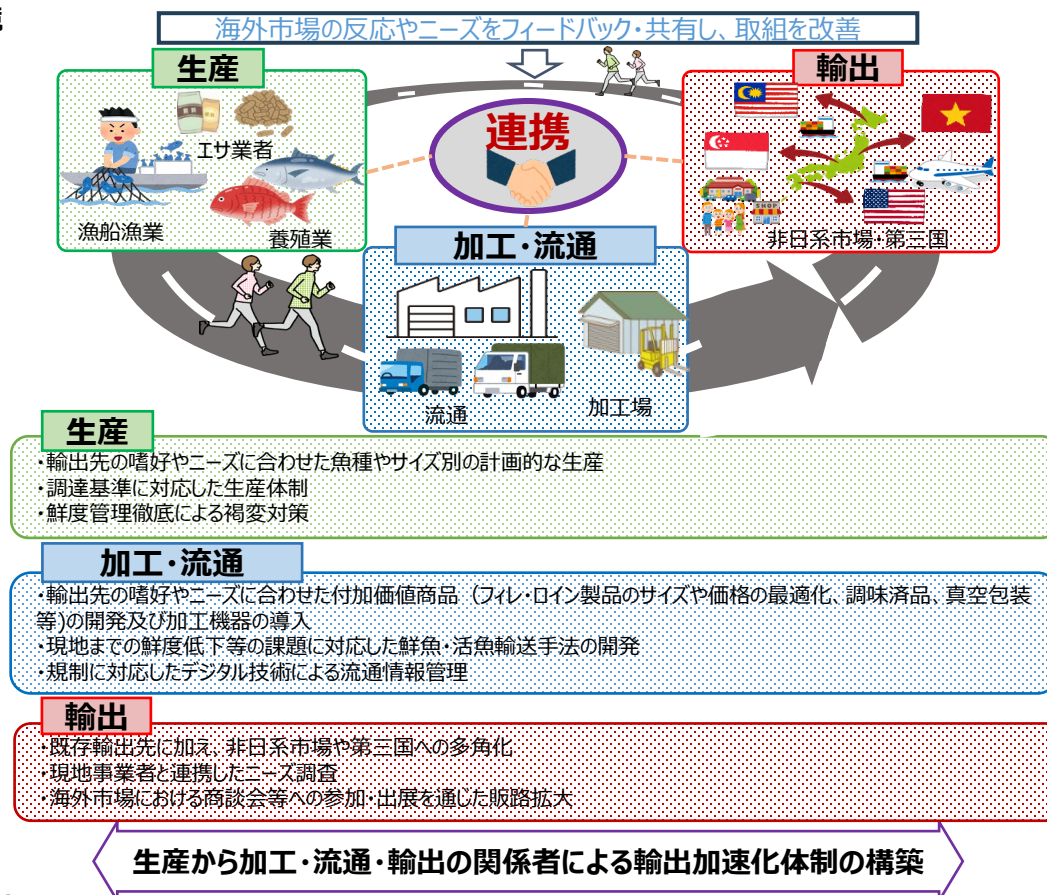 海外市場の反応やニーズをフィードバック・共有し、取組を改善
生産
輸出
連携
エサ業者
漁船漁業
養殖業
非日系市場・第三国
SHOP
加工・流通
流通
加工場
生産
・輸出先の嗜好やニーズに合わせた魚種やサイズ別の計画的な生産
・調達基準に対応した生産体制
・鮮度管理徹底による褐変対策
加工・流通
・輸出先の嗜好やニーズに合わせた付加価値商品（フィレ・ロイン製品のサイズや価格の最適化、調味済品、真空包装
等)の開発及び加工機器の導入
・現地までの鮮度低下等の課題に対応した鮮魚・活魚輸送手法の開発
・規制に対応したデジタル技術による流通情報管理
輸出
・既存輸出先に加え、非日系市場や第三国への多角化
・現地事業者と連携したニーズ調査
・海外市場における商談会等への参加・出展を通じた販路拡大
生産から加工・流通・輸出の関係者による輸出加速化体制の構築